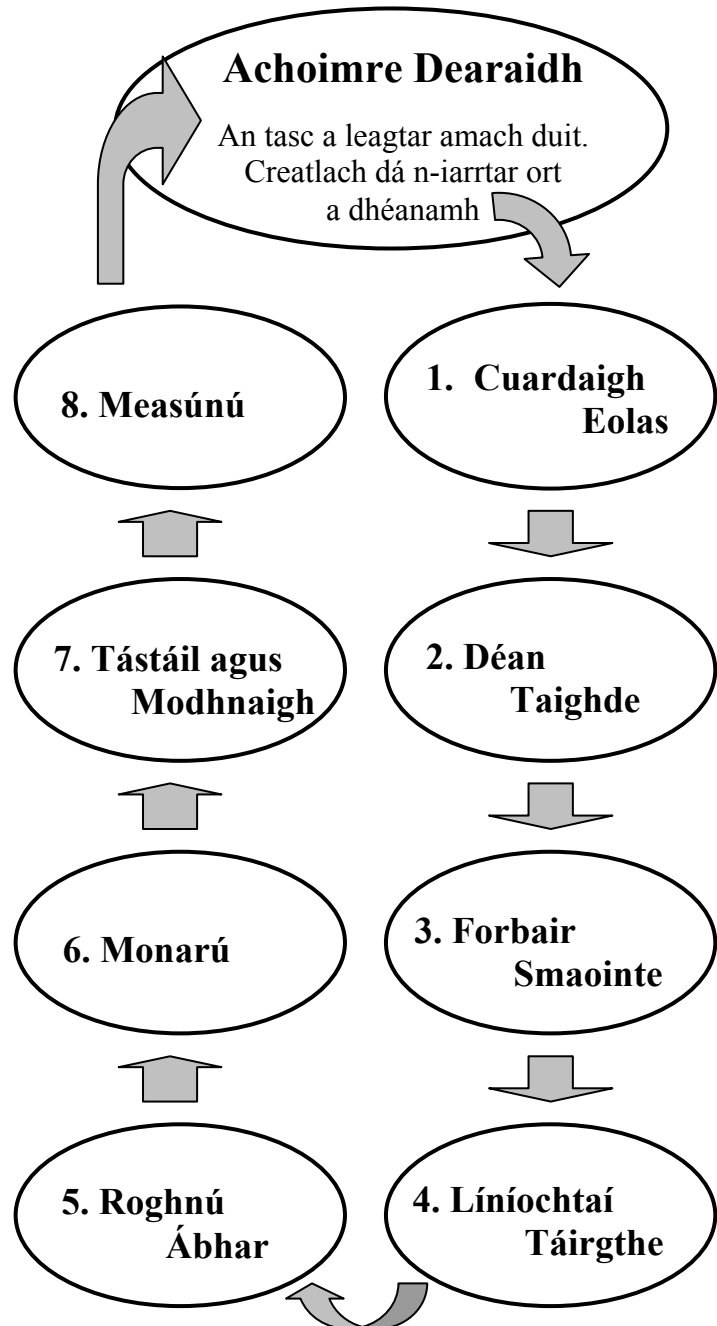 Achoimre Dearaidh
An tasc a leagtar amach duit.
Creatlach dá n-iarrtar ort
a dhéanamh
1. Cuardaigh
Eolas
2. Déan
Taighde
3. Forbair
Smaointe
4. Líníochtaí
Táirgthe
5. Roghnú
Ábhar
6. Monarú
7. Tástáil agus
Modhnaigh
8. Measúnú